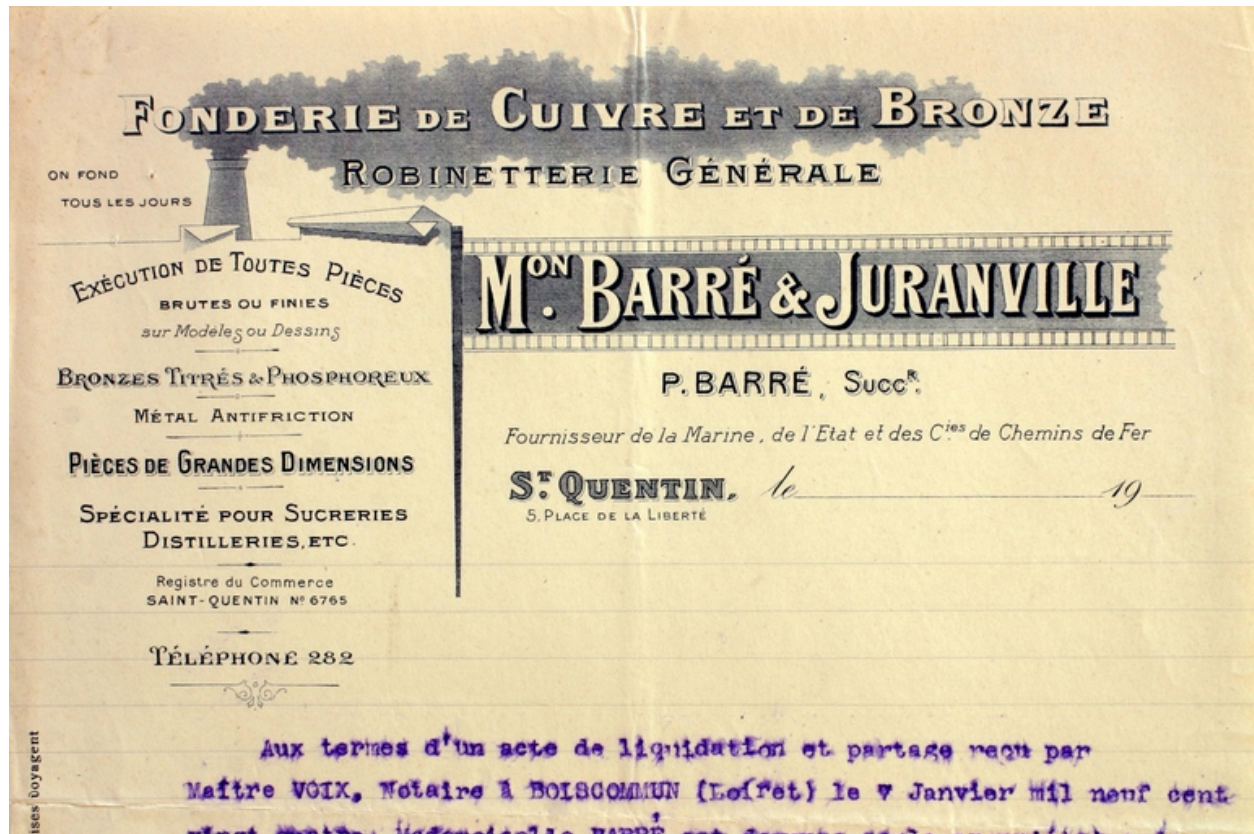 FONDERIE DE CUIVRE ET DE BRONZE
ROBINETTERIE GÉNÉRALE
ON FOND
TOUS LES JOURS
EXÉCUTION DE TOUTES PIÈCES
BRUTES OU FINIES
sur Modèles ou Dessins
BRONZES TITRÉS & PHOSPHOREUX
MÉTAL ANTIFRICTION
PIÈCES DE GRANDES DIMENSIONS
SPÉCIALITÉ POUR SUCRERIES
DISTILLERIES, ETC.
Registre du Commerce
SAINT-QUENTIN Nº 6765
TÉLÉPHONE 282
MON. BARRÉ & JURANVILLE
P. BARRÉ, SuccR.
Fournisseur de la Marine, de l'Etat et des Cies de Chemins de Fer
ST. QUENTIN, le 19
5, PLACE DE LA LIBERTÉ
Aux termes d'un acte de liquidation et partage reçu par
Maître VOIX, Notaire à BOISCOMMUN (Loiret) le 7 Janvier mil neuf cent
BARRÉ
ises voyagent